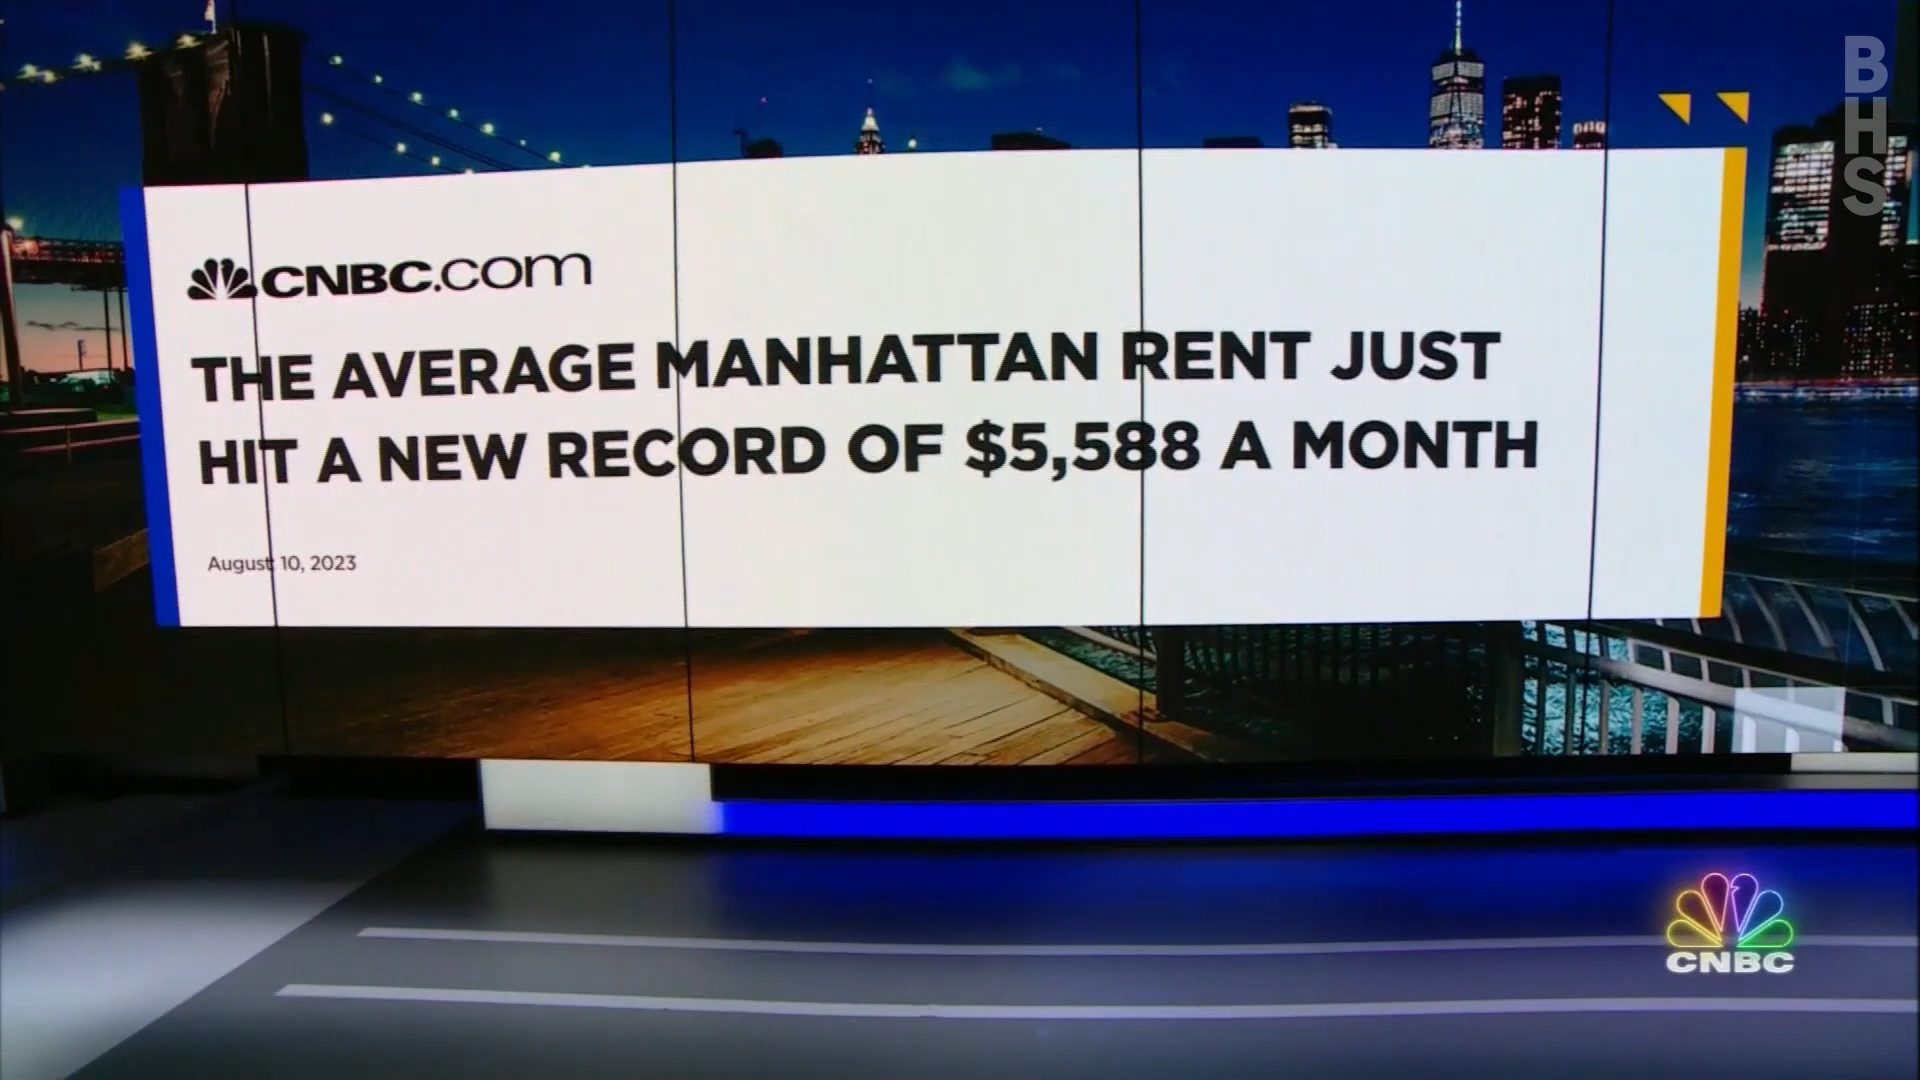 BHS
CNBC.com
THE AVERAGE MANHATTAN RENT JUST
HIT A NEW RECORD OF $5,588 A MONTH
August 10, 2023
CNBC